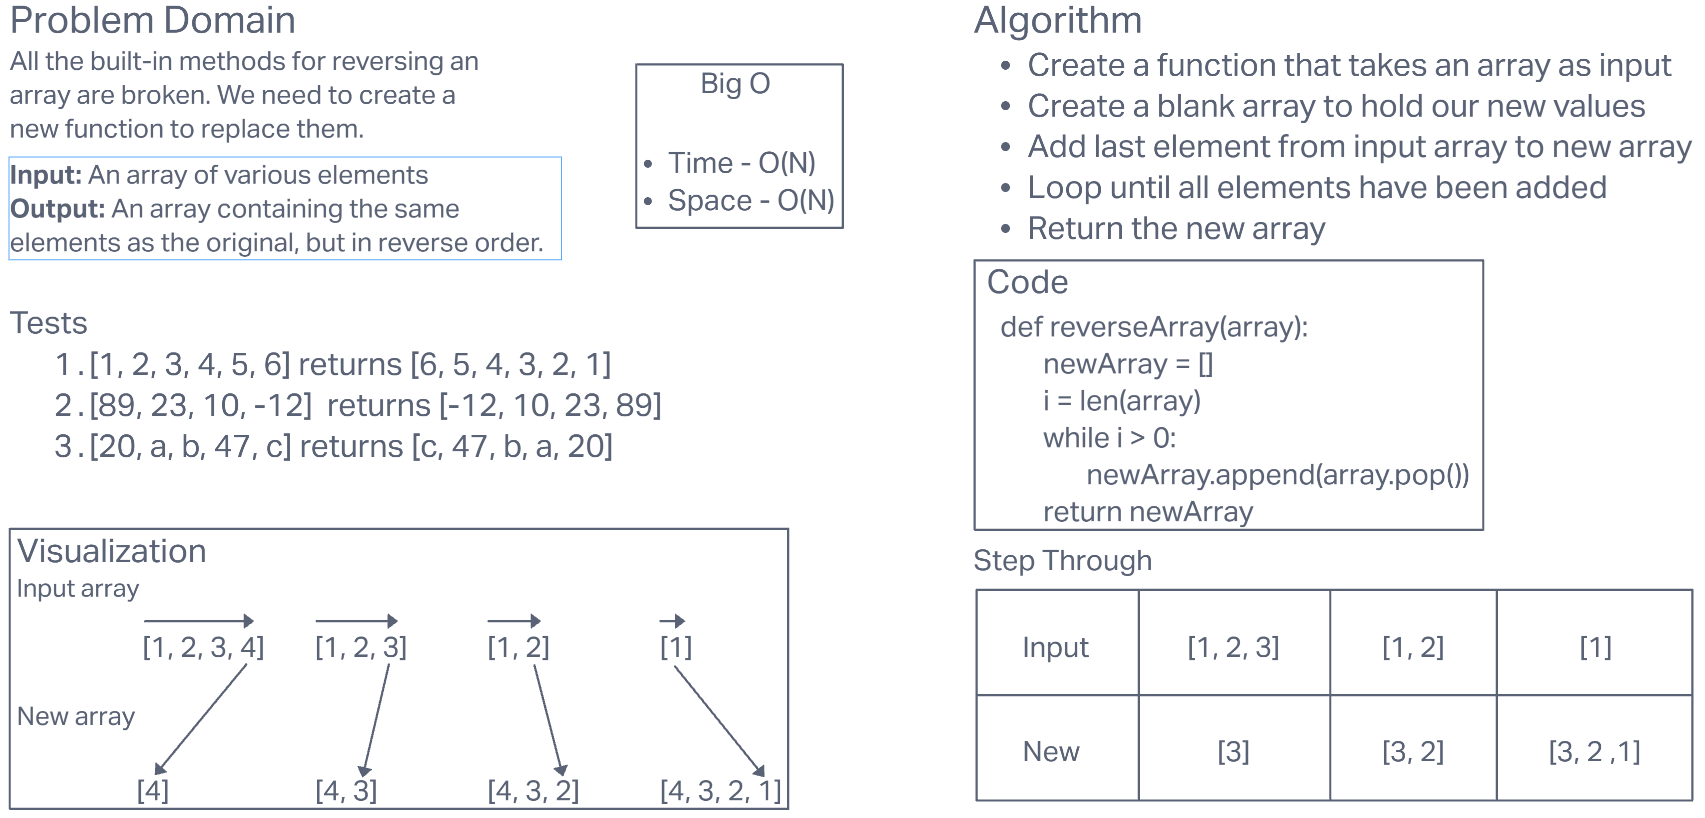 Problem Domain
All the built-in methods for reversing an
array are broken. We need to create a
new function to replace them.
Input: An array of various elements
Output: An array containing the same
elements as the original, but in reverse order.
Big O
• Time - O(N)
• Space - O(N)
Tests
1. [1, 2, 3, 4, 5, 6] returns [6, 5, 4, 3, 2, 1]
2. [89, 23, 10, -12] returns [-12, 10, 23, 89]
3. [20, a, b, 47, c] returns [c, 47, b, a, 20]
Visualization
Input array
[1, 2, 3, 4] [1, 2, 3] [1, 2] [1]
New array
[4] [4, 3] [4, 3, 2] [4, 3, 2, 1]
Algorithm
• Create a function that takes an array as input
• Create a blank array to hold our new values
• Add last element from input array to new array
• Loop until all elements have been added
• Return the new array
Code
def reverseArray(array):
newArray = []
i = len(array)
while i > 0:
newArray.append(array.pop())
return newArray
Step Through
Input [1, 2, 3] [1, 2] [1]
New [3] [3, 2] [3, 2 ,1]